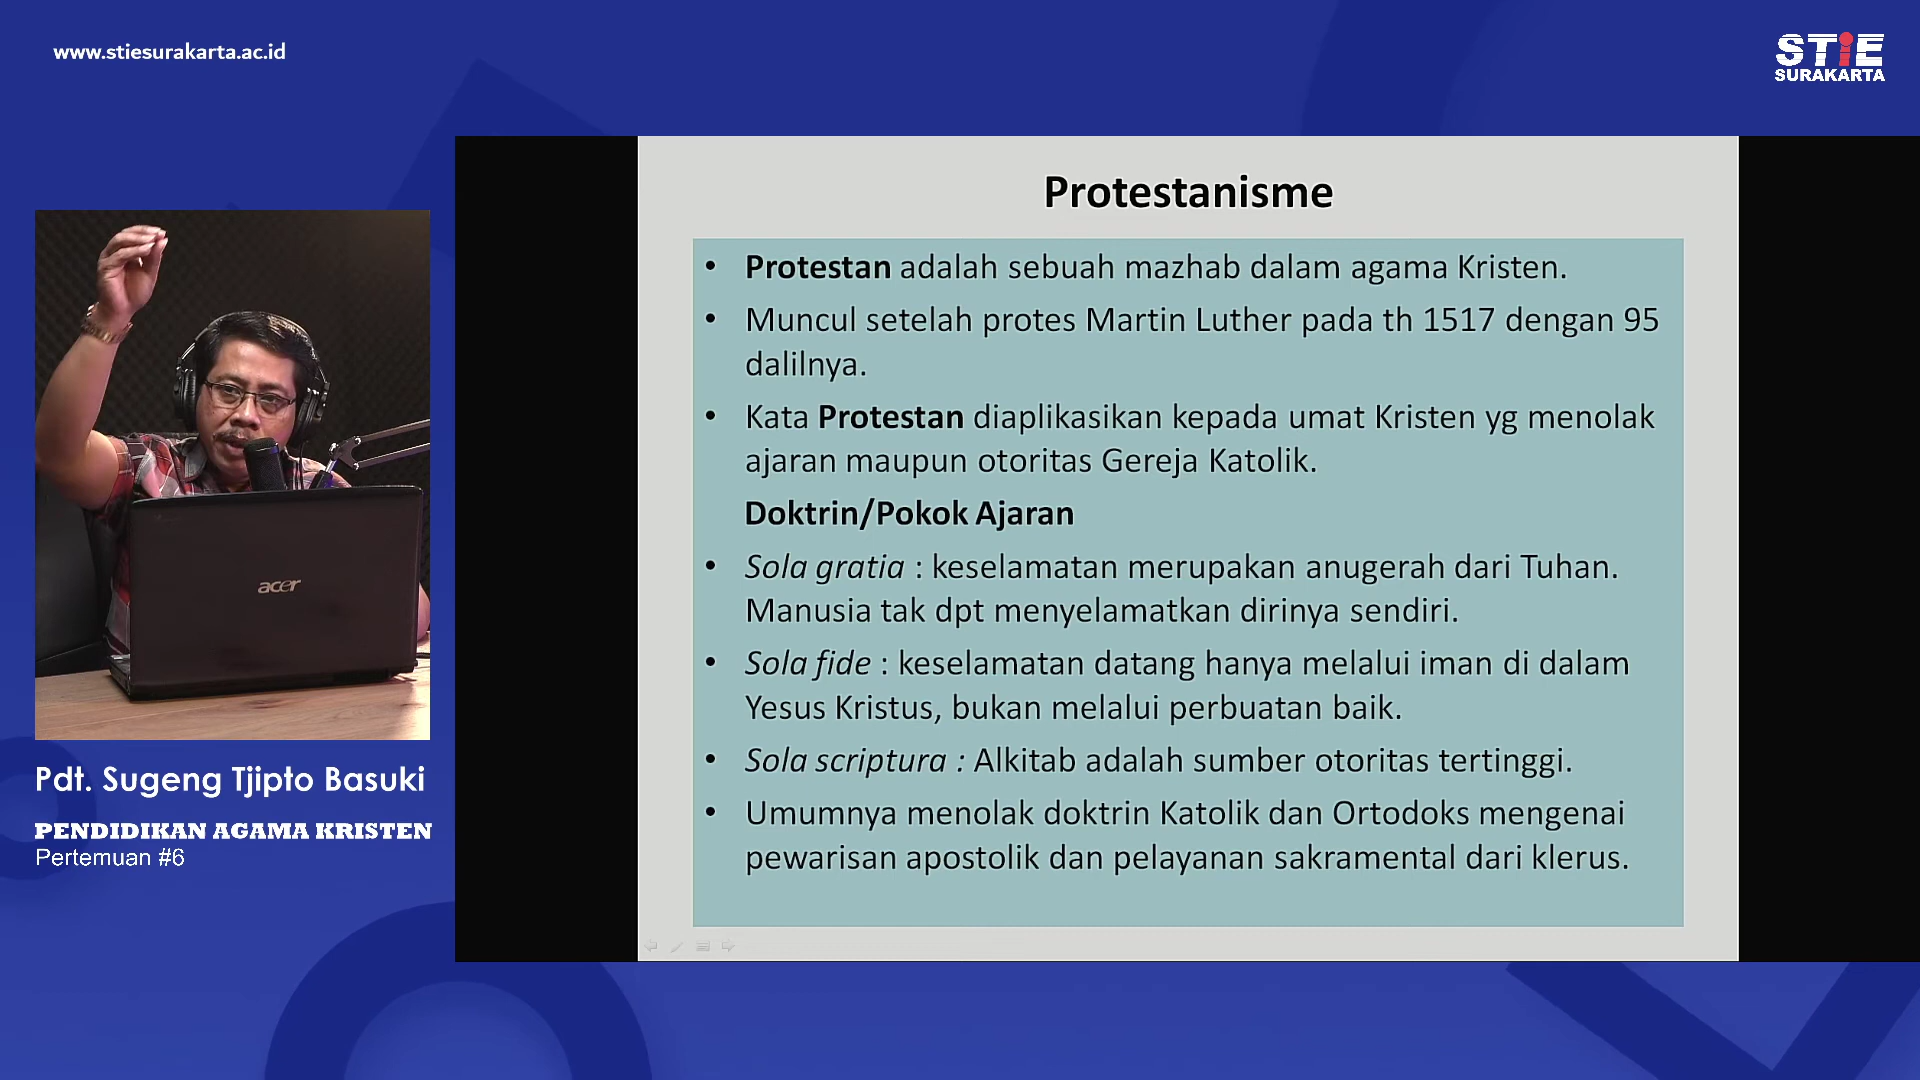 www.stiesurakarta.ac.id
STIE
SURAKARTA
Protestanisme
• Protestan adalah sebuah mazhab dalam agama Kristen.
• Muncul setelah protes Martin Luther pada th 1517 dengan 95
dalilnya.
• Kata Protestan diaplikasikan kepada umat Kristen yg menolak
ajaran maupun otoritas Gereja Katolik.
Doktrin/Pokok Ajaran
• Sola gratia : keselamatan merupakan anugerah dari Tuhan.
Manusia tak dpt menyelamatkan dirinya sendiri.
• Sola fide : keselamatan datang hanya melalui iman di dalam
Yesus Kristus, bukan melalui perbuatan baik.
• Sola scriptura : Alkitab adalah sumber otoritas tertinggi.
• Umumnya menolak doktrin Katolik dan Ortodoks mengenai
pewarisan apostolik dan pelayanan sakramental dari klerus.
acer
Pdt. Sugeng Tjipto Basuki
PENDIDIKAN AGAMA KRISTEN
Pertemuan #6